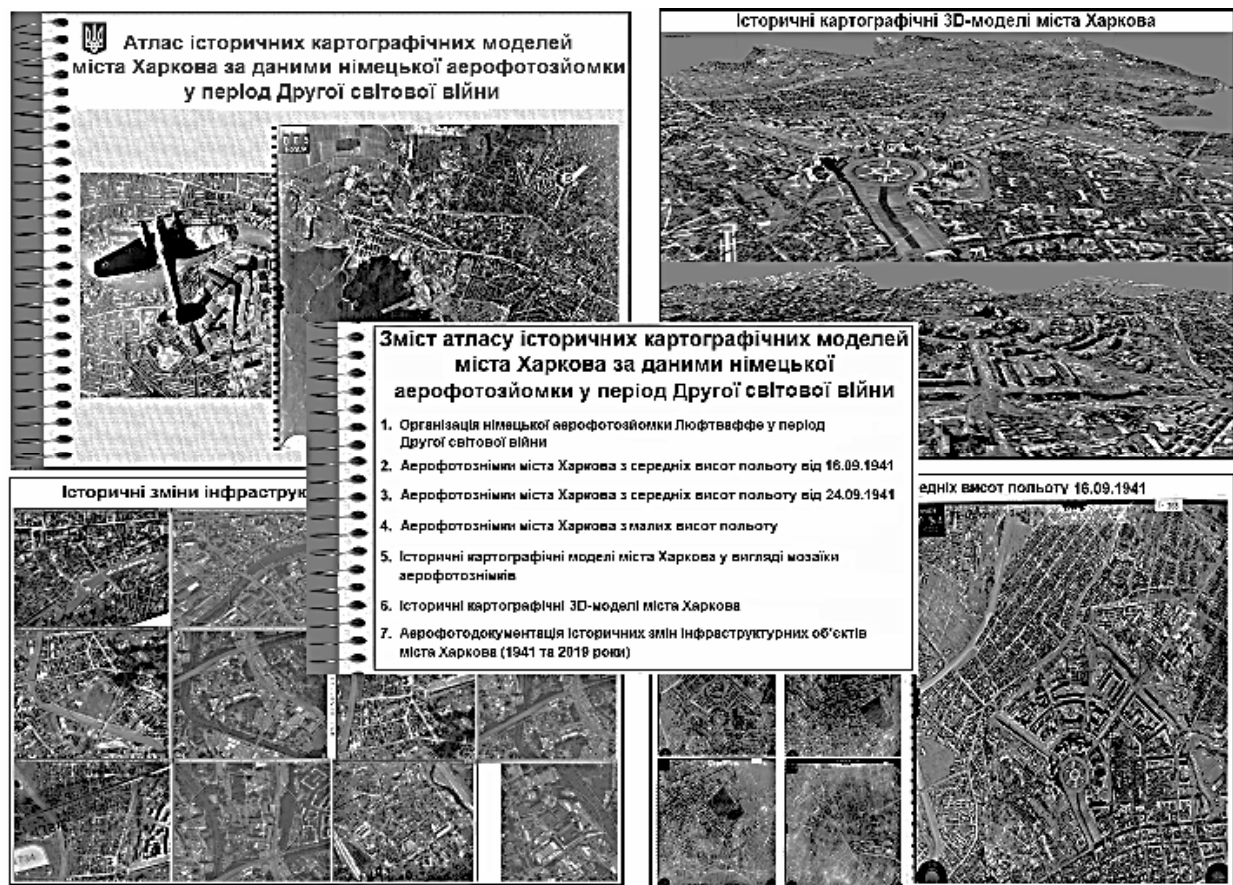 Атлас історичних картографічних моделей
міста Харкова за даними німецької аерофотозйомки
у період Другої світової війни
Історичні картографічні 3D-моделі міста Харкова
Зміст атласу історичних картографічних моделей
міста Харкова за даними німецької
аерофотозйомки у період Другої світової війни
1. Організація німецької аерофотозйомки Люфтваффе у період
Другої світової війни
2. Аерофотознімки міста Харкова з середніх висот польоту від 16.09.1941
3. Аерофотознімки міста Харкова з середніх висот польоту від 24.09.1941
4. Аерофотознімки міста Харкова з малих висот польоту
5. Історичні картографічні моделі міста Харкова у вигляді мозаїки
аерофотознімків
6. Історичні картографічні 3D-моделі міста Харкова
7. Аерофотодокументація історичних змін інфраструктурних об'єктів
міста Харкова (1941 та 2019 роки)
Історичні зміни інфрастру
едніх висот польоту 16.09.1941